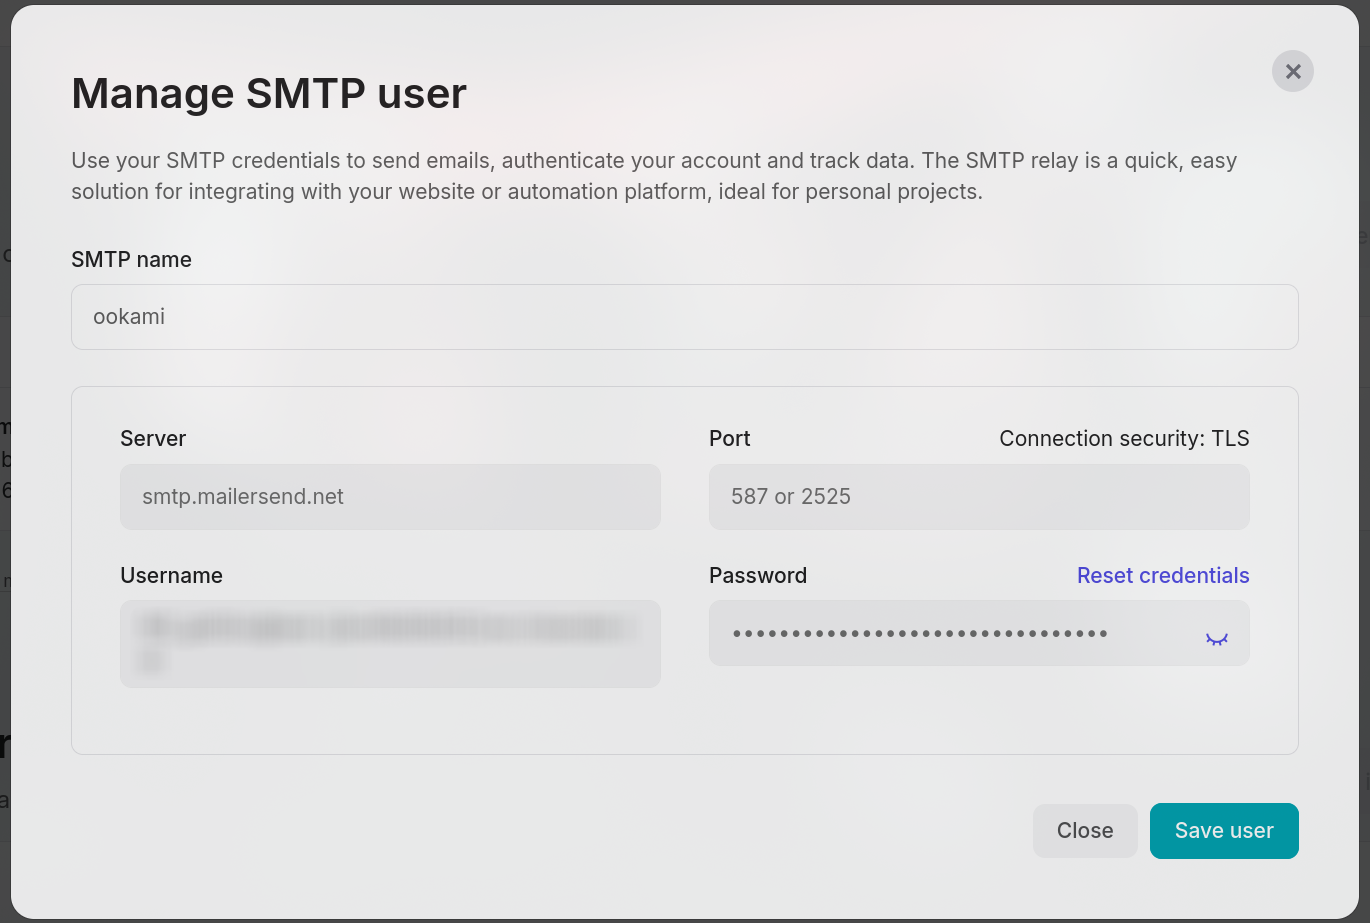 Manage SMTP user
Use your SMTP credentials to send emails, authenticate your account and track data. The SMTP relay is a quick, easy
solution for integrating with your website or automation platform, ideal for personal projects.
SMTP name
ookami
Server
Port
Connection security: TLS
smtp.mailersend.net
587 or 2525
Username
Password
Reset credentials
••••••••••••••••••••••••••••••••
Close
Save user